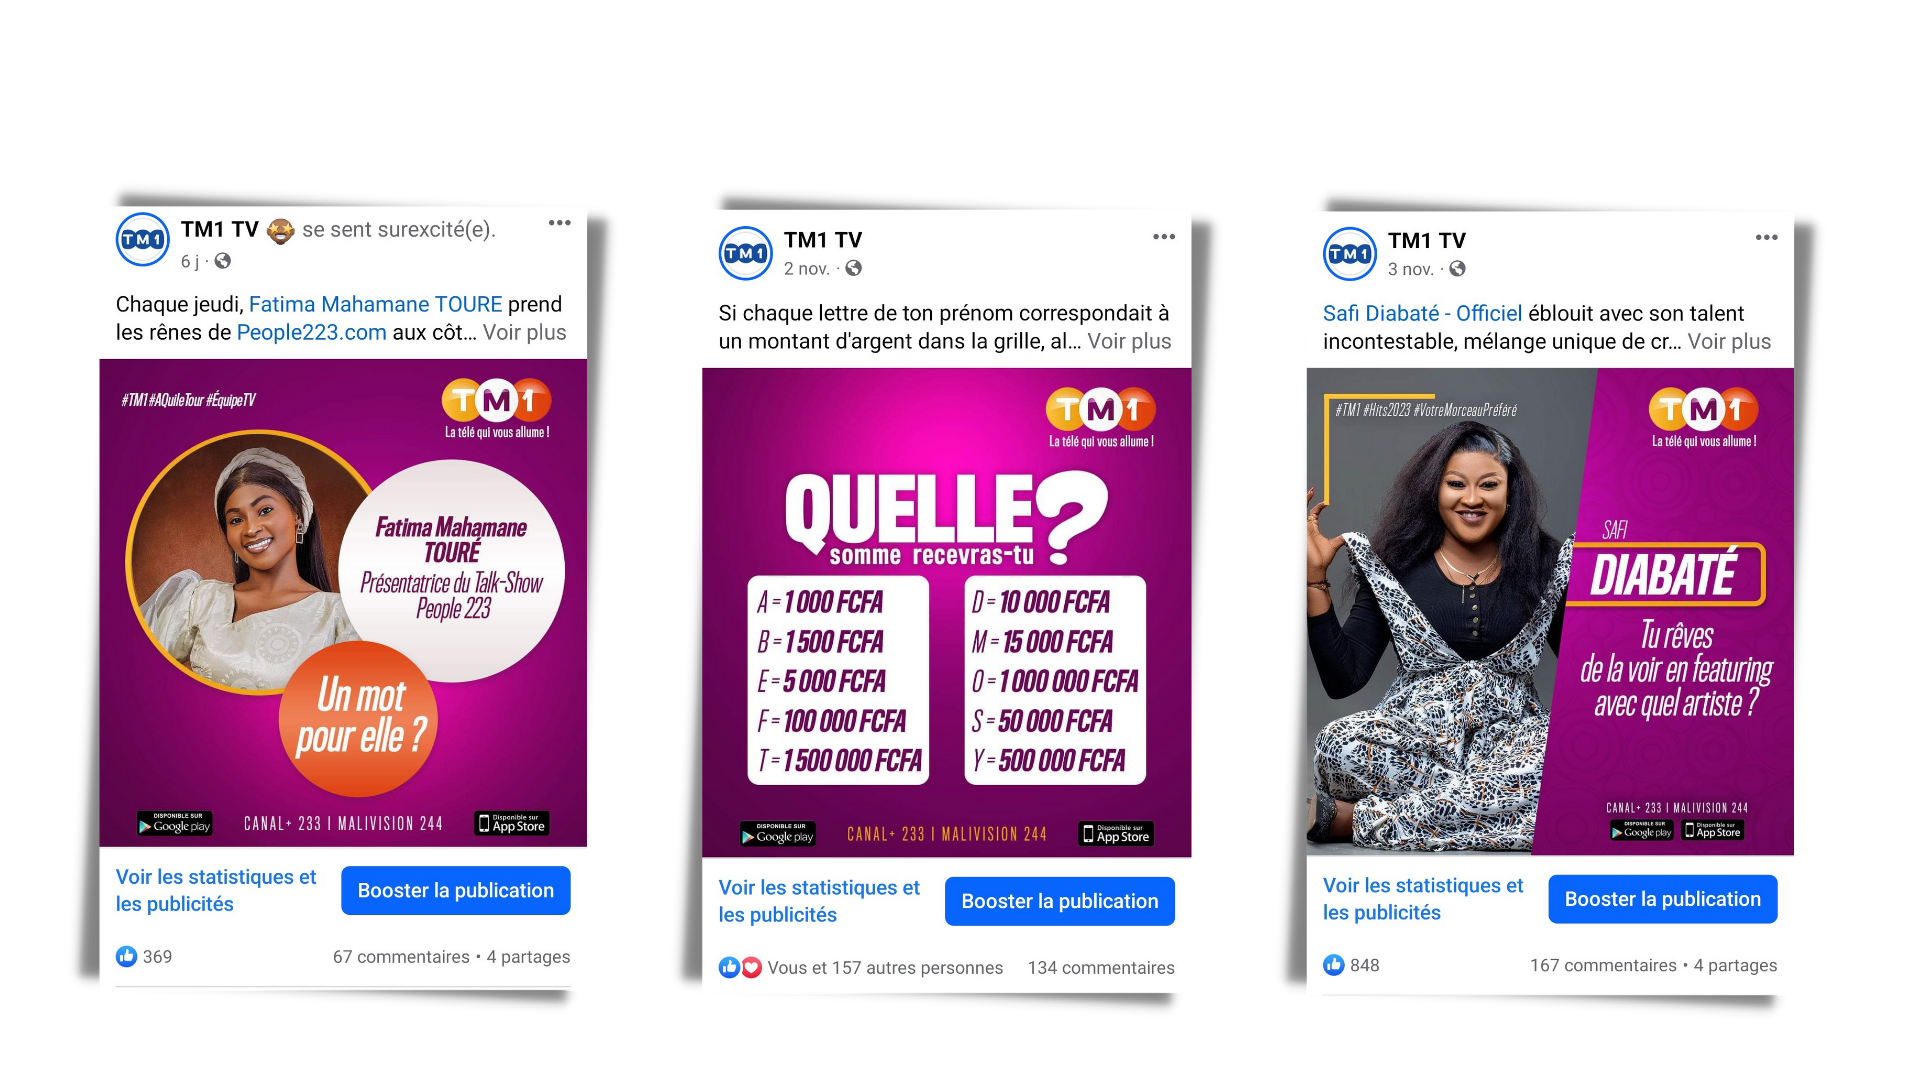 TM1
TM1 TV se sent surexcité(e).
6 j ·
Chaque jeudi, Fatima Mahamane TOURE prend
les rênes de People223.com aux côt... Voir plus
#TM1 #AQuileTour #ÉquipeTV
TM1
La télé qui vous allume !
Fatima Mahamane
TOURÉ
Présentatrice du Talk-Show
People 223
Un mot
pour elle ?
DISPONIBLE SUR
Google play
CANAL+ 233 I MALIVISION 244
Disponible sur
App Store
Voir les statistiques et
les publicités
Booster la publication
369
67 commentaires • 4 partages
TM1
TM1 TV
2 nov. ·
Si chaque lettre de ton prénom correspondait à
un montant d'argent dans la grille, al... Voir plus
TM1
La télé qui vous allume !
QUELLE ?
somme recevras-tu
A = 1 000 FCFA
B = 1 500 FCFA
E = 5 000 FCFA
F = 100 000 FCFA
T = 1 500 000 FCFA
D = 10 000 FCFA
M = 15 000 FCFA
O = 1 000 000 FCFA
S = 50 000 FCFA
Y = 500 000 FCFA
DISPONIBLE SUR
Google play
CANAL+ 233 I MALIVISION 244
Disponible sur
App Store
Voir les statistiques et
les publicités
Booster la publication
Vous et 157 autres personnes
134 commentaires
TM1
TM1 TV
3 nov. ·
Safi Diabaté - Officiel éblouit avec son talent
incontestable, mélange unique de cr... Voir plus
#TM1 #Hits2023 #VotreMorceauPréféré
TM1
La télé qui vous allume !
SAFI
DIABATÉ
Tu rêves
de la voir en featuring
avec quel artiste ?
CANAL+ 233 I MALIVISION 244
DISPONIBLE SUR
Google play
Disponible sur
App Store
Voir les statistiques et
les publicités
Booster la publication
848
167 commentaires • 4 partages